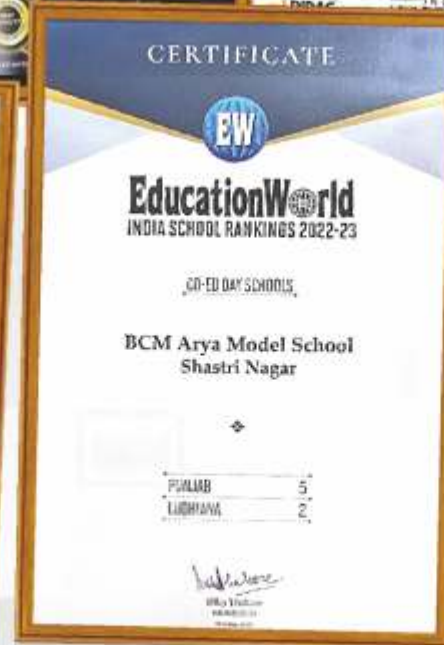 CERTIFICATE
EW
EducationWorld
INDIA SCHOOL RANKINGS 2022-23
CO-ED DAY SCHOOLS
BCM Arya Model School
Shastri Nagar
PUNJAB 5
LUDHIANA 2